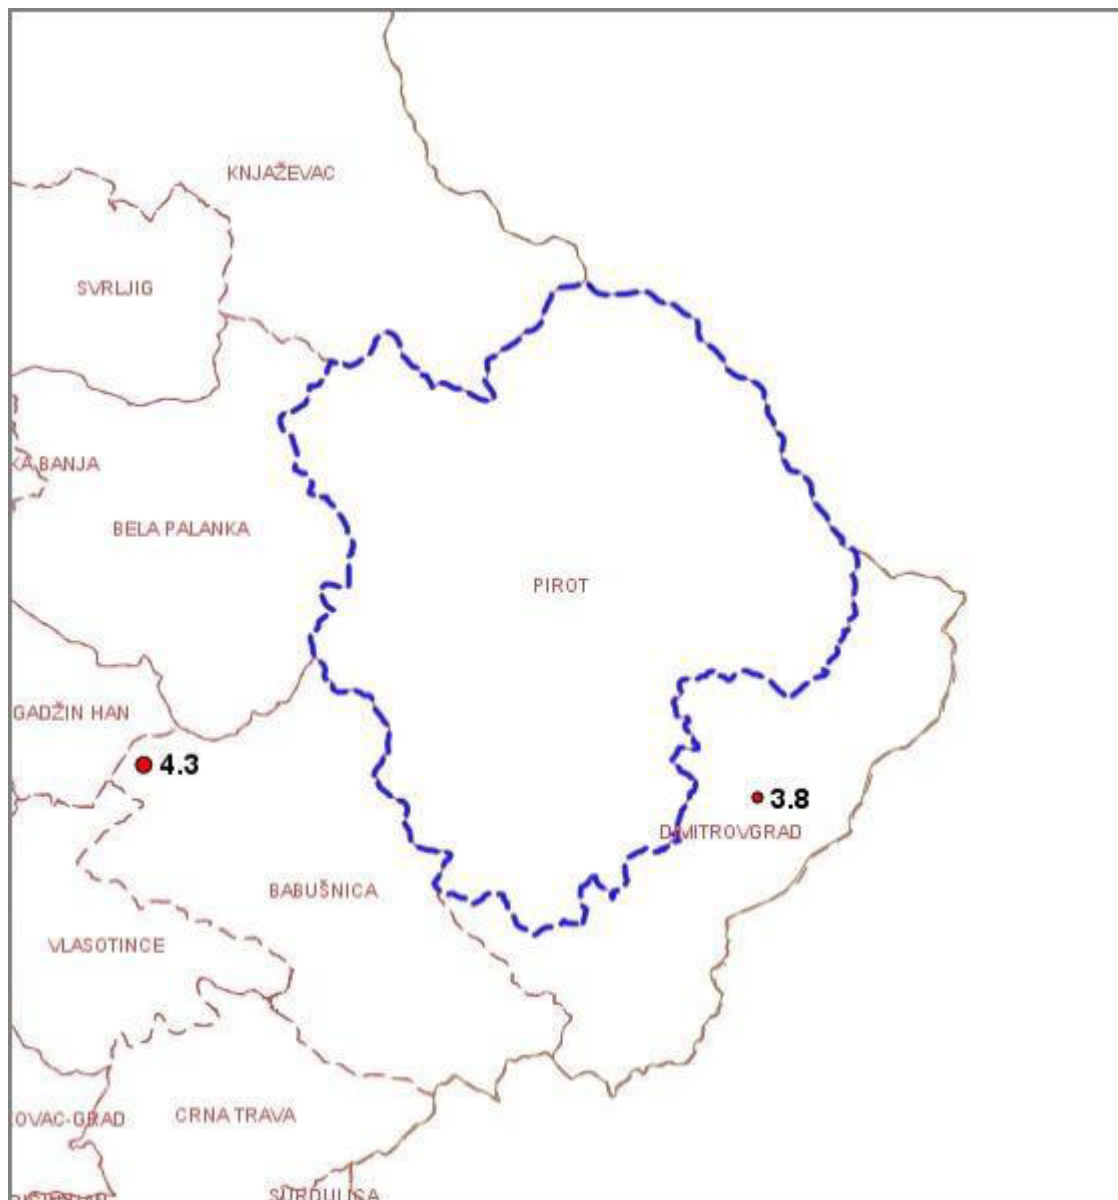 KNJAŽEVAC
SVRLJIG
KA BANJA
BELA PALANKA
PIROT
GADŽIN HAN
4.3
3.8
DIMITROVGRAD
BABUŠNICA
VLASOTINCE
CRNA TRAVA
OVAC-GRAD
SURDULICA